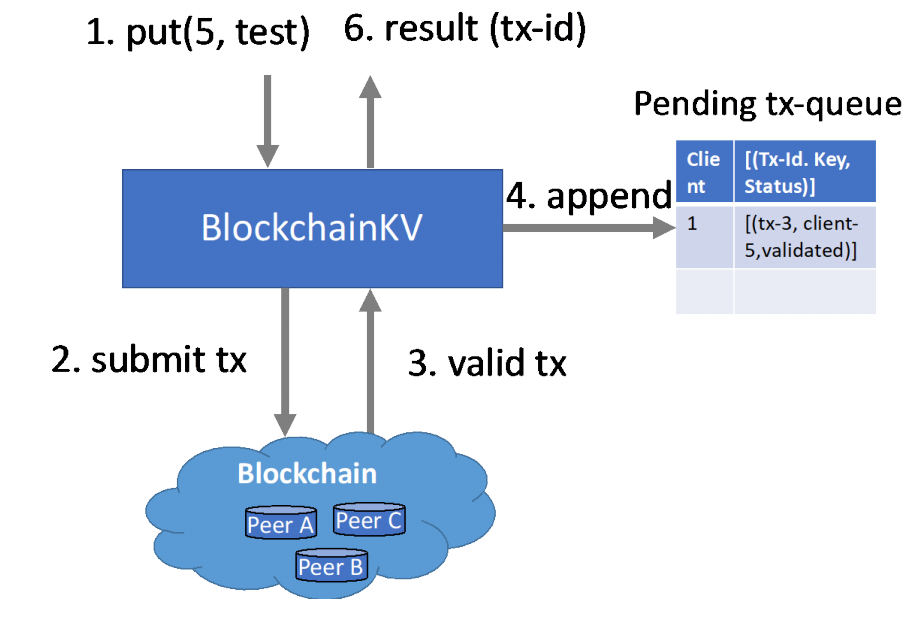 1. put(5, test) 6. result (tx-id)
Pending tx-queue
Clie
nt
[(Tx-Id. Key,
Status)]
4. append
BlockchainKV
1
[(tx-3, client-
5,validated)]
2. submit tx
3. valid tx
Blockchain
Peer A
Peer C
Peer B